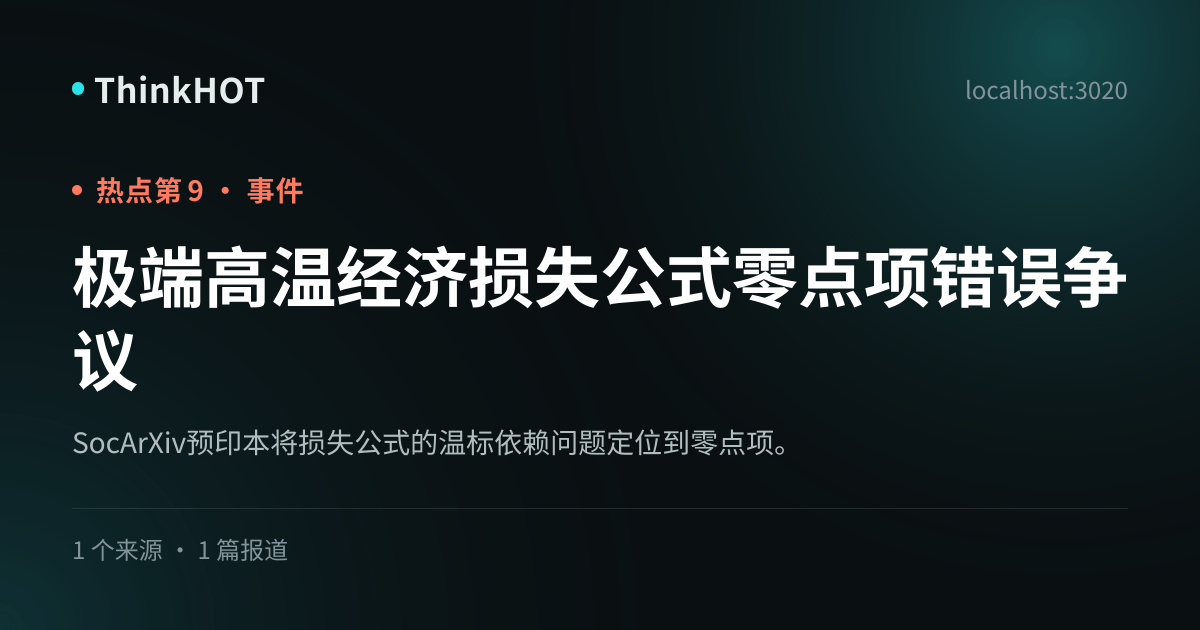 ThinkHOT
localhost:3020
热点第 9 · 事件
极端高温经济损失公式零点项错误争
议
SocArXiv预印本将损失公式的温标依赖问题定位到零点项。
1 个来源 · 1 篇报道